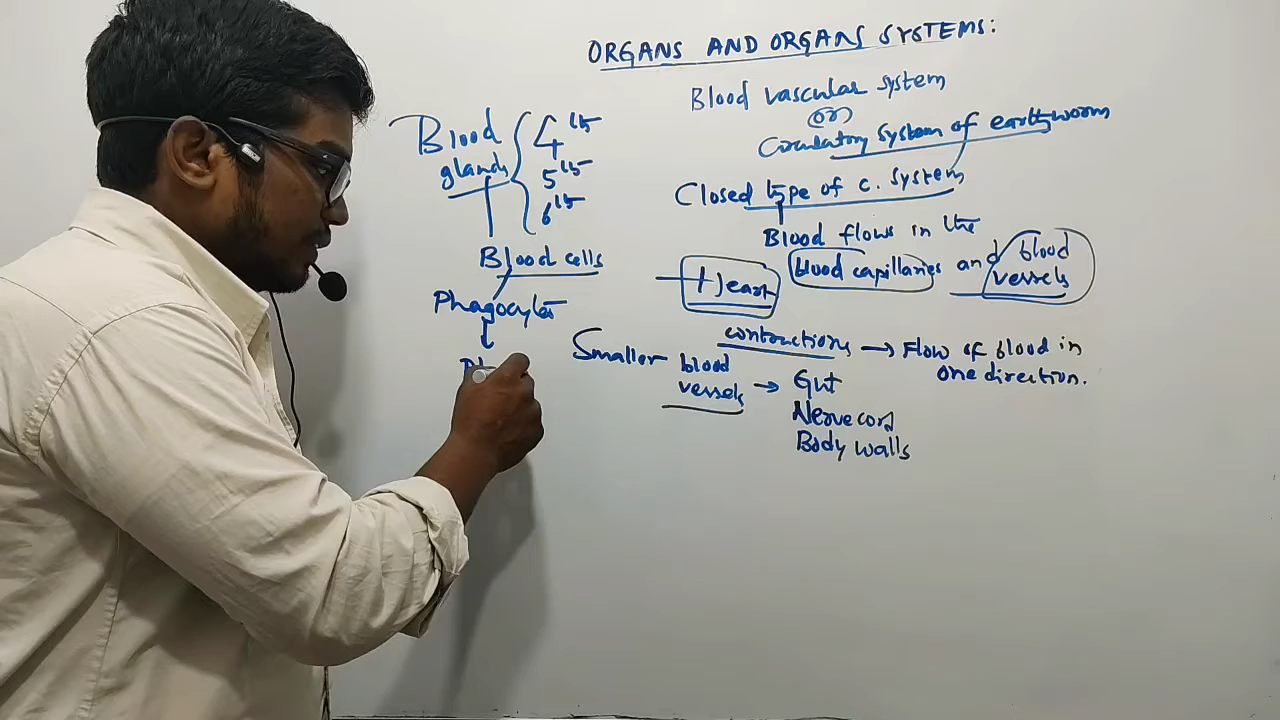 ORGANS AND ORGANS SYSTEMS:
Blood vascular system
(or)
Circulatory system of earthworm
Closed type of c. system
Blood flows in the
blood capillaries and blood
vessels
Heart
contractions → Flow of blood in
one direction.
Smaller blood
vessels → Gut
Nerve cord
Body walls
Blood
glands
4th
5th
6th
Blood cells
Phagocytes